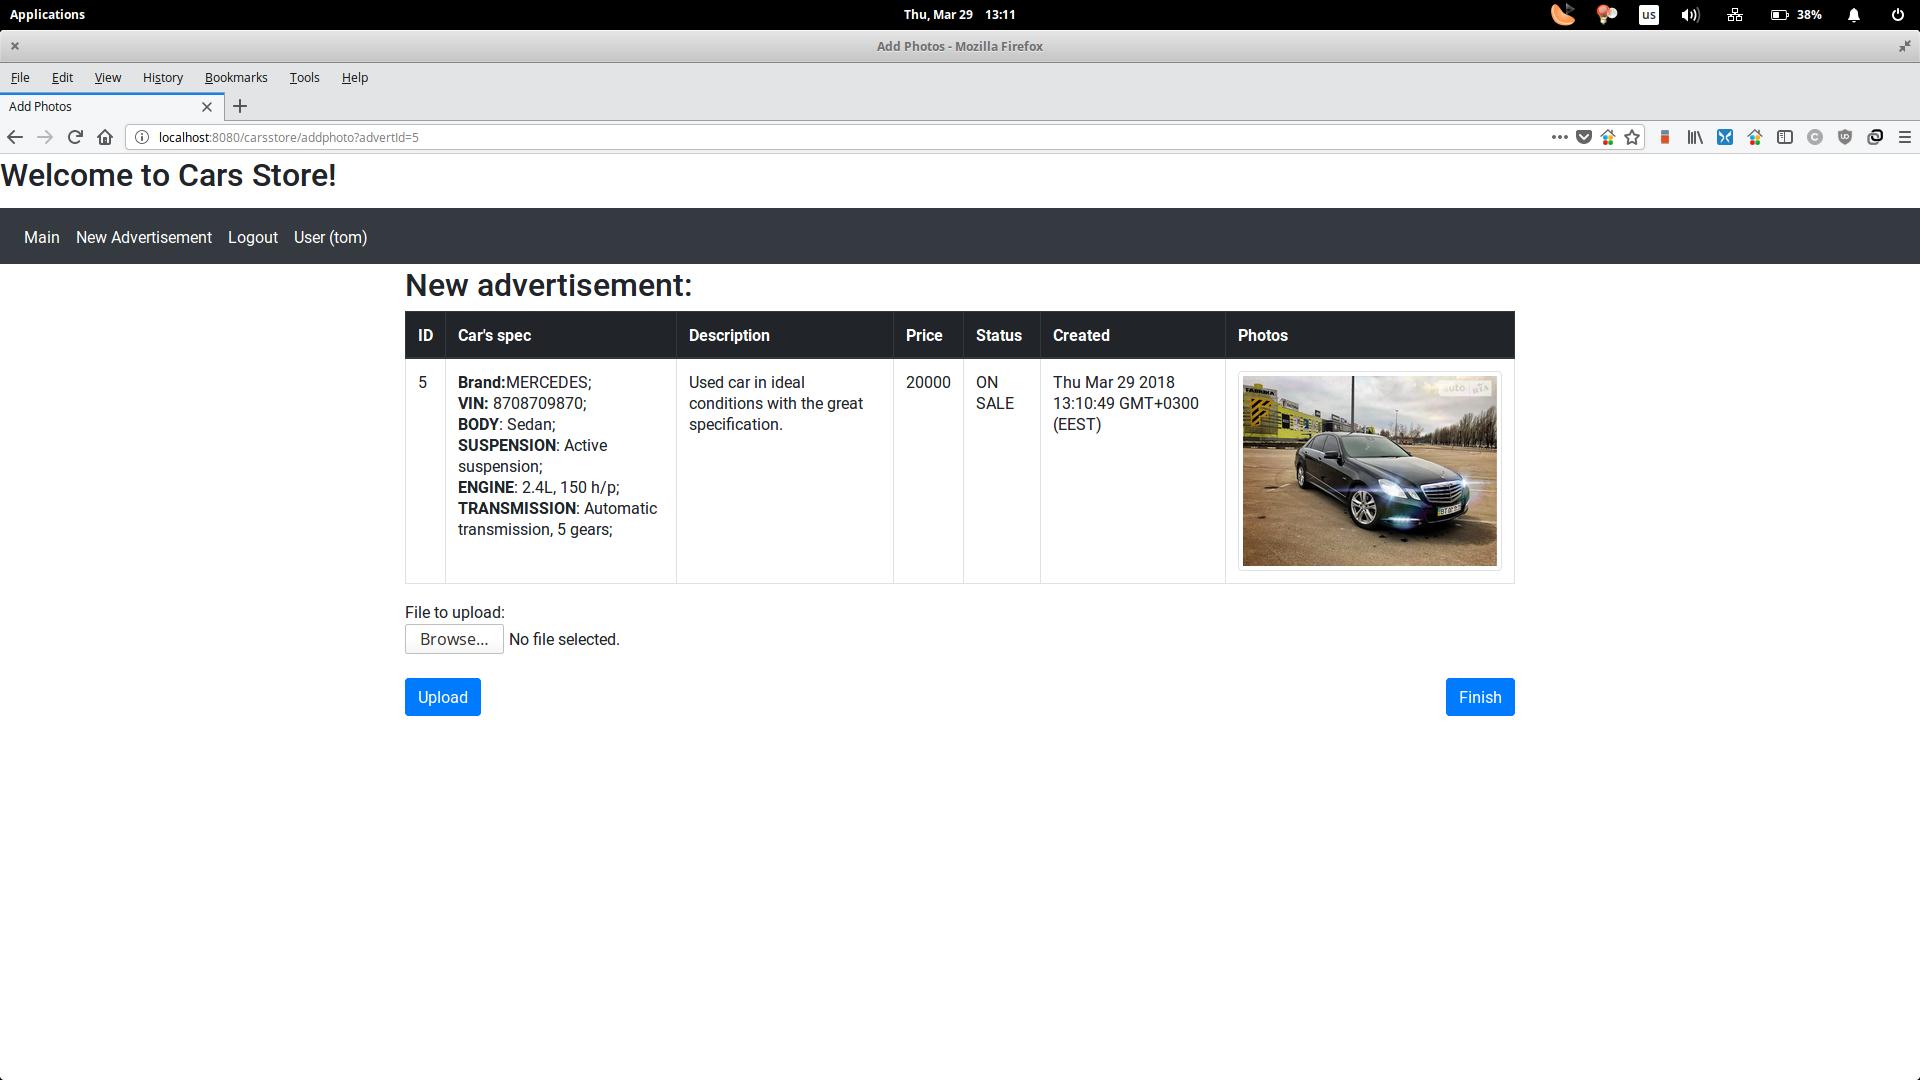 Applications
Thu, Mar 29 13:11
us
38%
Add Photos - Mozilla Firefox
File Edit View History Bookmarks Tools Help
Add Photos
localhost:8080/carsstore/addphoto?advertId=5
Welcome to Cars Store!
Main New Advertisement Logout User (tom)
New advertisement:
ID Car's spec Description Price Status Created Photos
5
Brand:MERCEDES;
VIN: 8708709870;
BODY: Sedan;
SUSPENSION: Active
suspension;
ENGINE: 2.4L, 150 h/p;
TRANSMISSION: Automatic
transmission, 5 gears;
Used car in ideal
conditions with the great
specification.
20000
ON
SALE
Thu Mar 29 2018
13:10:49 GMT+0300
(EEST)
auto RIA
File to upload:
Browse... No file selected.
Upload
Finish